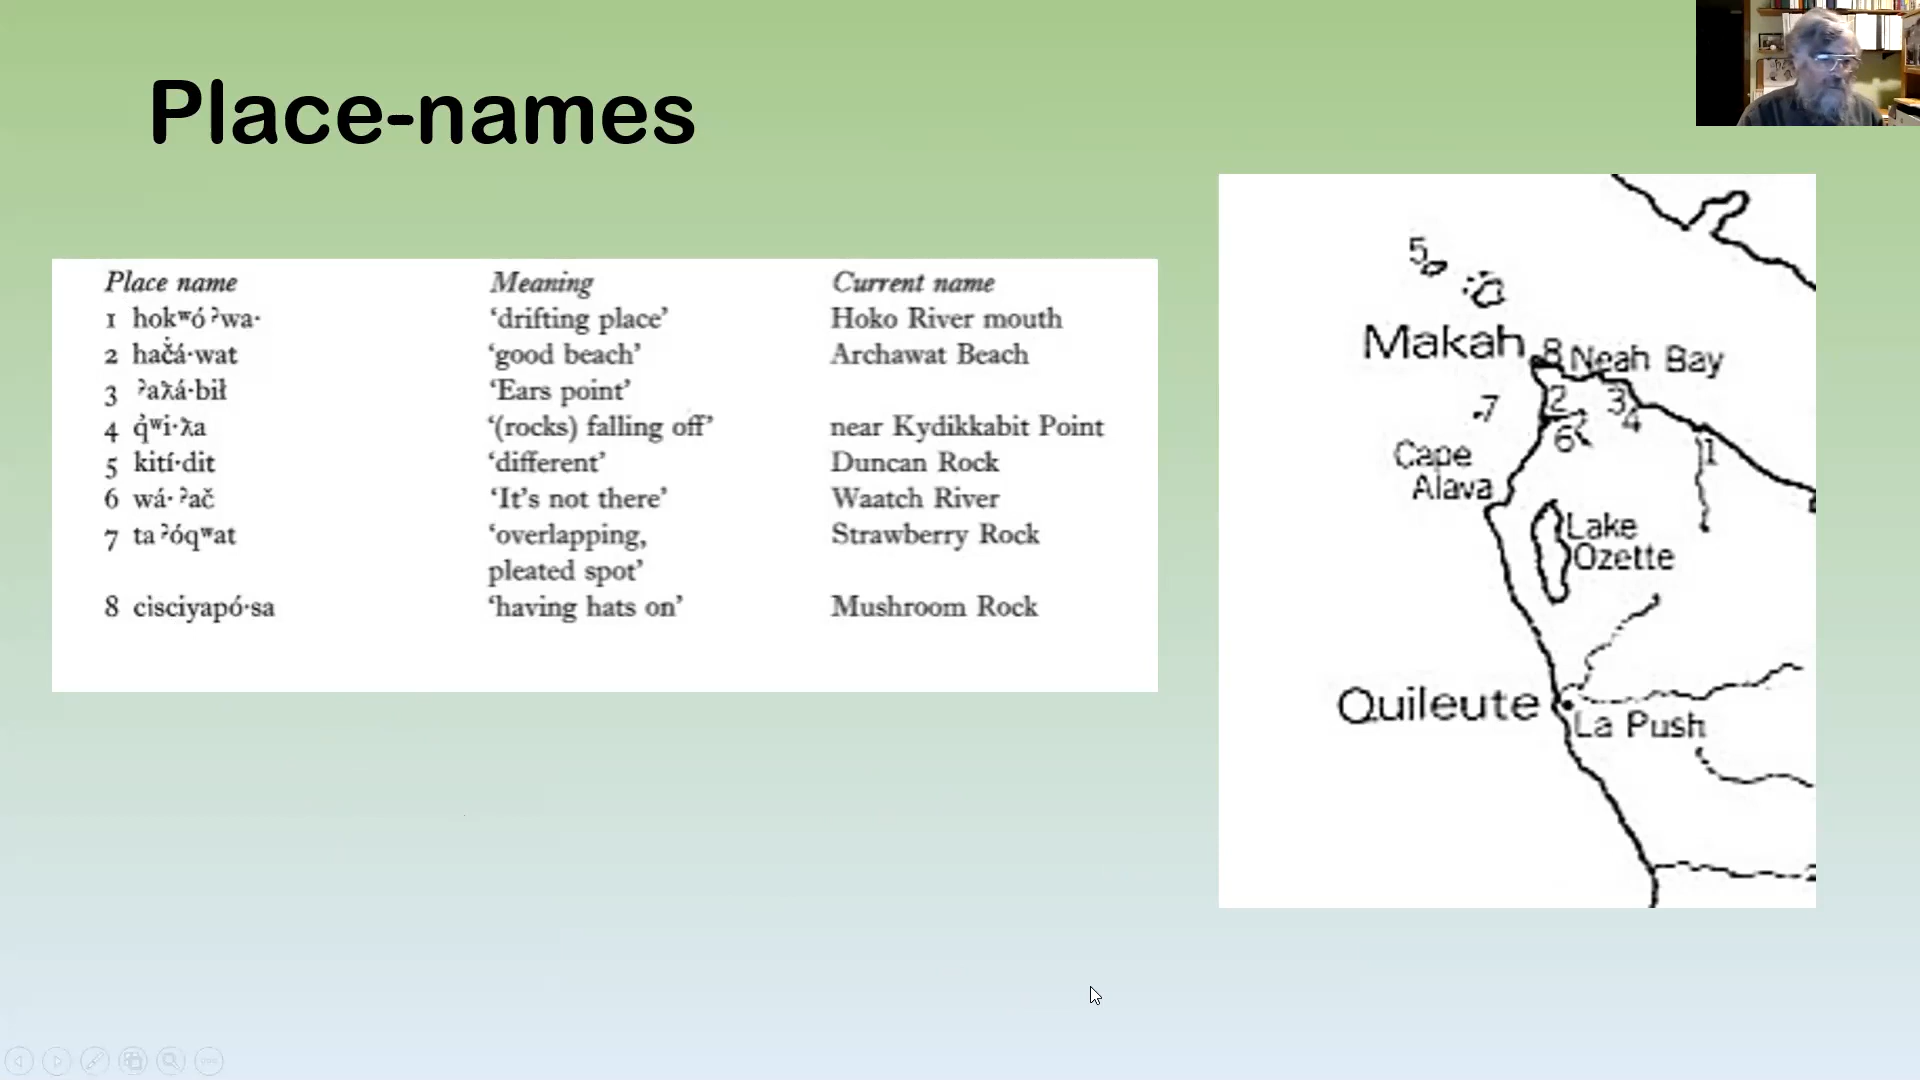 Place-names
Place name Meaning Current name
1 hokʷóˀwa· ‘drifting place’ Hoko River mouth
2 hač̓á·wat ‘good beach’ Archawat Beach
3 ˀaƛá·bił ‘Ears point’
4 q̓ʷi·ƛa ‘(rocks) falling off’ near Kydikkabit Point
5 kití·dit ‘different’ Duncan Rock
6 wá·ˀač ‘It’s not there’ Waatch River
7 taˀóqʷat ‘overlapping, Strawberry Rock
pleated spot’
8 cisciyapó·sa ‘having hats on’ Mushroom Rock
5
Makah 8 Neah Bay
7 2 3
4
6 1
Cape
Alava
Lake
Ozette
Quileute
La Push